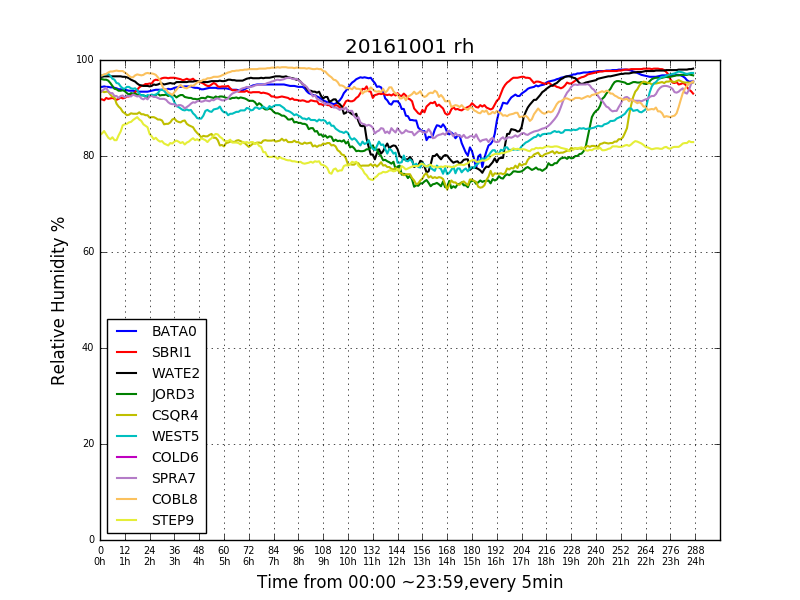 20161001 rh
100
80
60
40
20
0
Relative Humidity %
BATA0
SBRI1
WATE2
JORD3
CSQR4
WEST5
COLD6
SPRA7
COBL8
STEP9
0 12 24 36 48 60 72 84 96 108 120 132 144 156 168 180 192 204 216 228 240 252 264 276 288
0h 1h 2h 3h 4h 5h 6h 7h 8h 9h 10h 11h 12h 13h 14h 15h 16h 17h 18h 19h 20h 21h 22h 23h 24h
Time from 00:00 ~23:59,every 5min